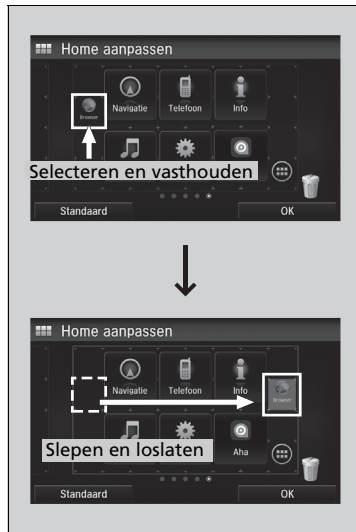 Home aanpassen
Browser
Navigatie
Telefoon
Info
Selecteren en vasthouden
Standaard
OK
Home aanpassen
Navigatie
Telefoon
Info
Browser
Slepen en loslaten
Aha
Standaard
OK